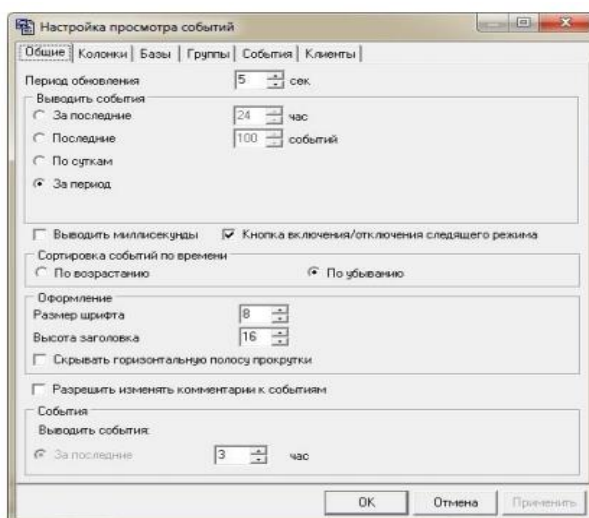 Настройка просмотра событий
Общие Колонки Базы Группы События Клиенты
Период обновления 5 сек
Выводить события
За последние 24 час
Последние 100 событий
По суткам
За период
Выводить миллисекунды Кнопка включения/отключения следящего режима
Сортировка событий по времени
По возрастанию По убыванию
Оформление
Размер шрифта 8
Высота заголовка 16
Скрывать горизонтальную полосу прокрутки
Разрешить изменять комментарии к событиям
События
Выводить события:
За последние 3 час
OK Отмена Применить